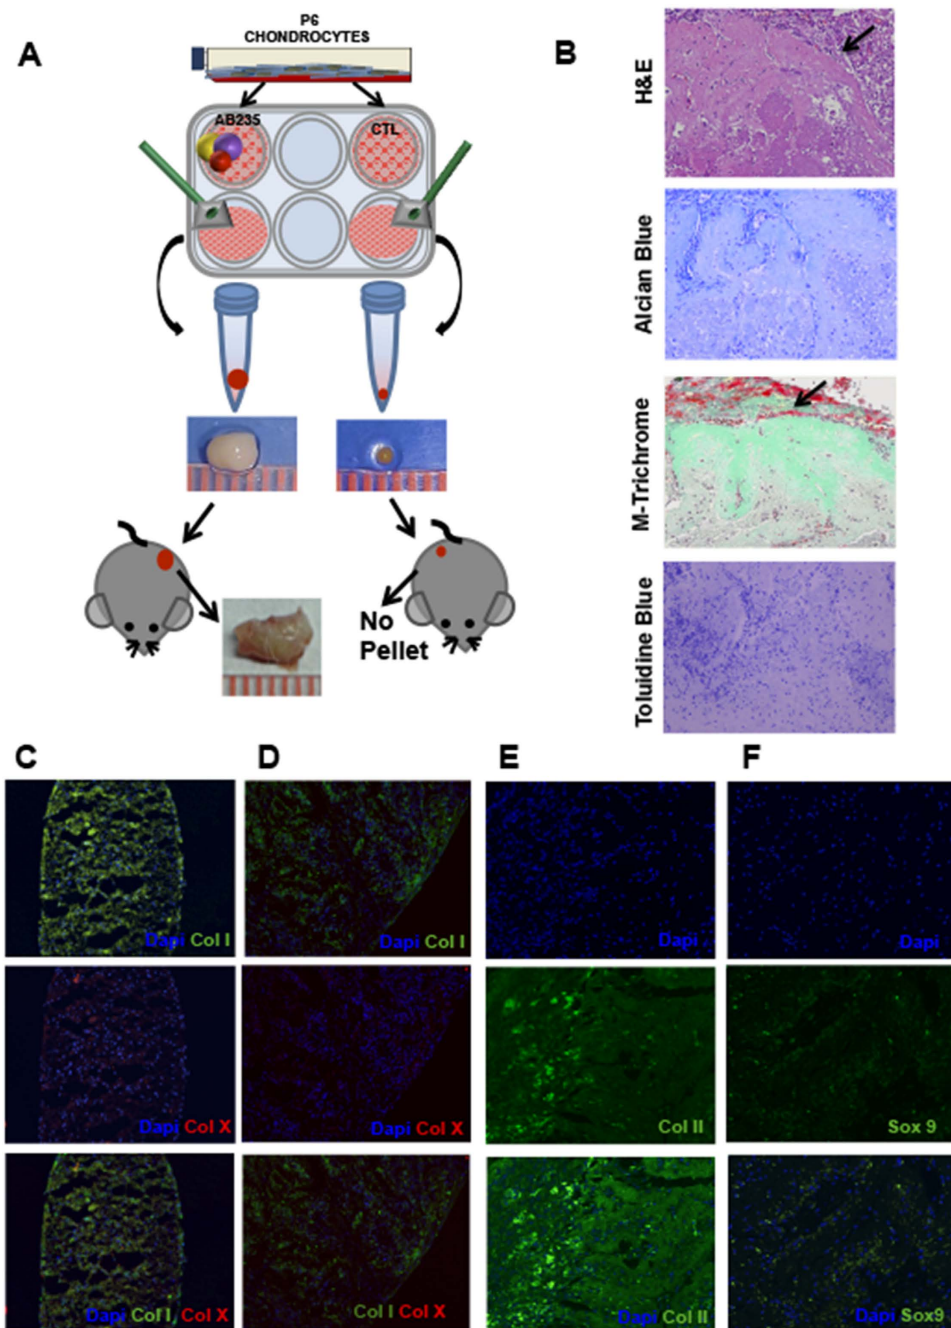 P6
CHONDROCYTES
A
AB235
CTL
No
Pellet
B
H&E
Alcian Blue
M-Trichrome
Toluidine Blue
C
D
E
F
Dapi Col I
Dapi Col I
Dapi
Dapi
Dapi Col X
Dapi Col X
Col II
Sox 9
Dapi Col I, Col X
Col I Col X
Dapi Col II
Dapi Sox9